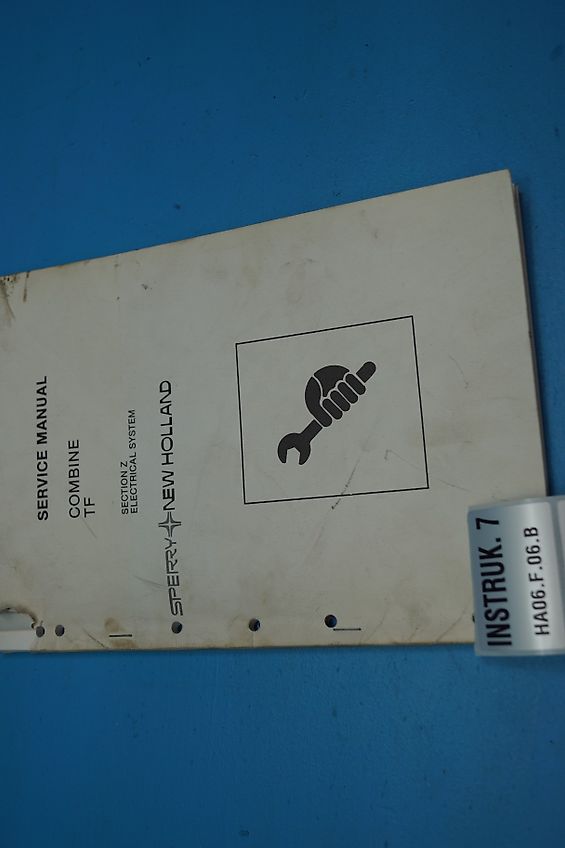 SERVICE MANUAL
COMBINE
TF
SECTION Z
ELECTRICAL SYSTEM
SPERRY NEW HOLLAND
INSTRUK. 7
HA06.F.06.B